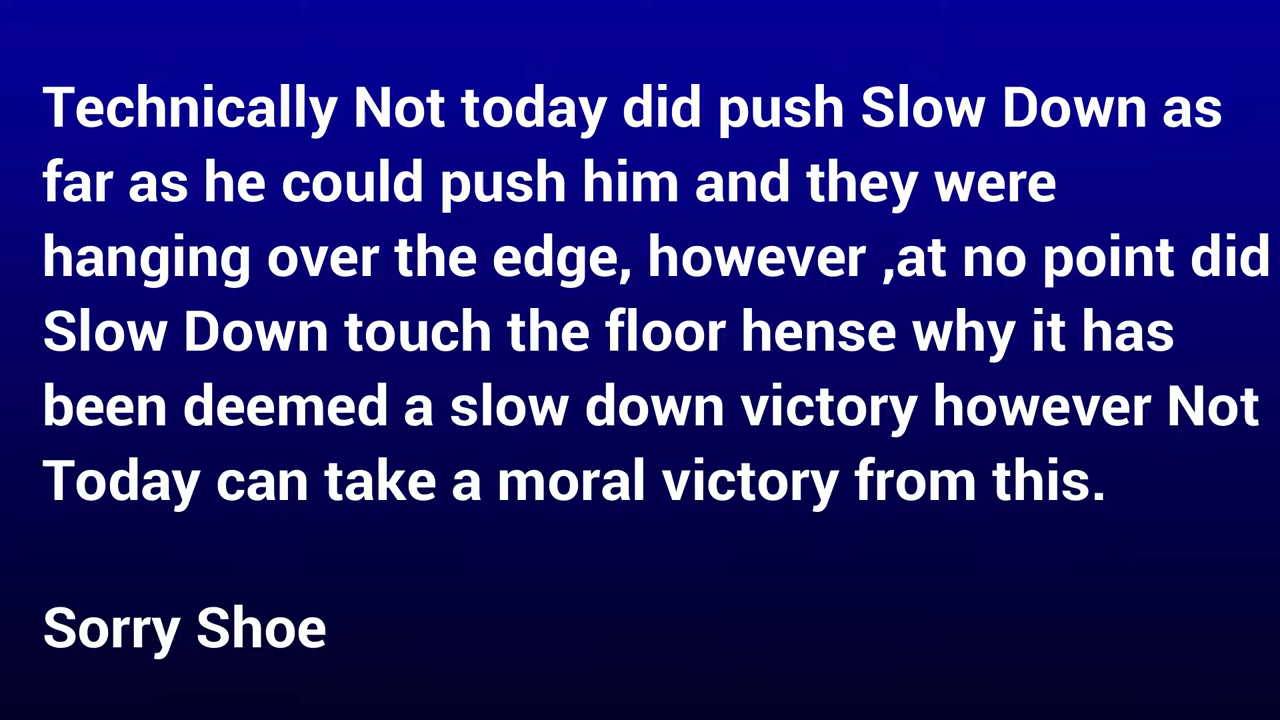 Technically Not today did push Slow Down as
far as he could push him and they were
hanging over the edge, however ,at no point did
Slow Down touch the floor hense why it has
been deemed a slow down victory however Not
Today can take a moral victory from this.
Sorry Shoe